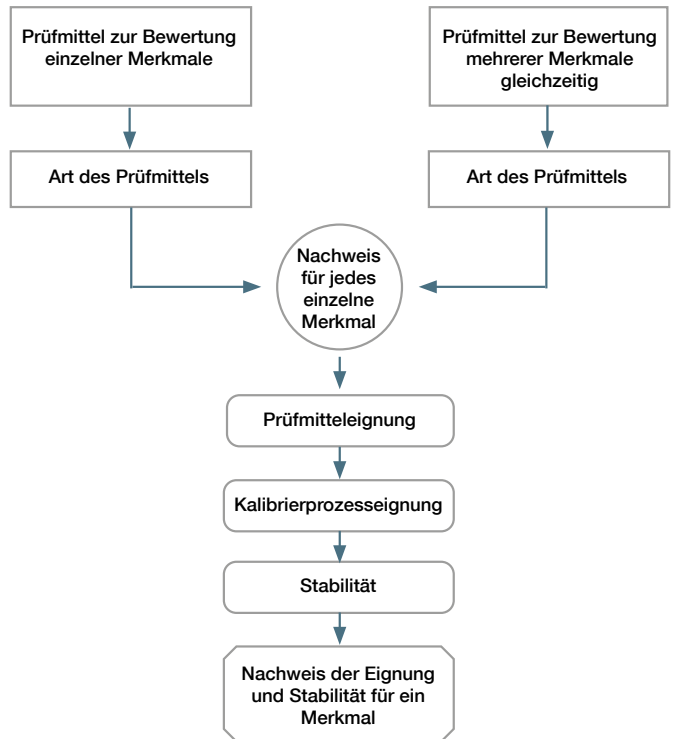 Prüfmittel zur Bewertung
einzelner Merkmale
Prüfmittel zur Bewertung
mehrerer Merkmale
gleichzeitig
Art des Prüfmittels
Art des Prüfmittels
Nachweis
für jedes
einzelne
Merkmal
Prüfmitteleignung
Kalibrierprozesseignung
Stabilität
Nachweis der Eignung
und Stabilität für ein
Merkmal